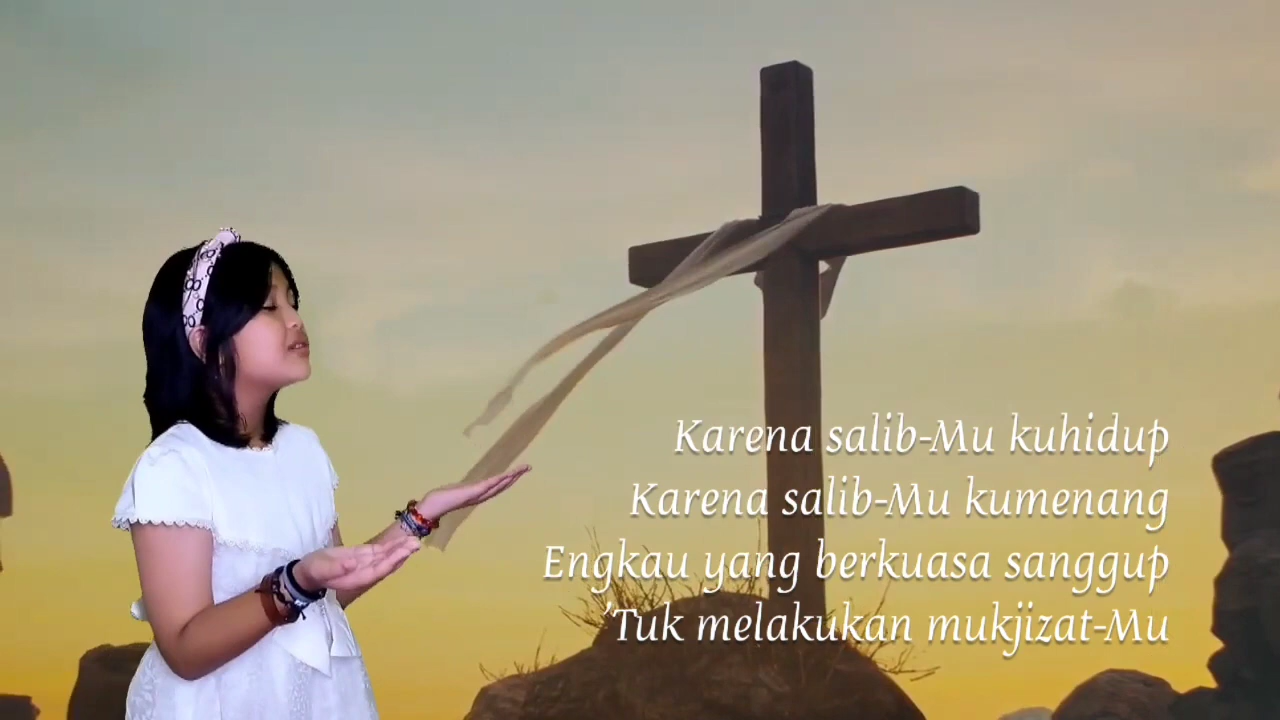 Karena salib-Mu kuhidup
Karena salib-Mu kumenang
Engkau yang berkuasa sanggup
'Tuk melakukan mukjizat-Mu